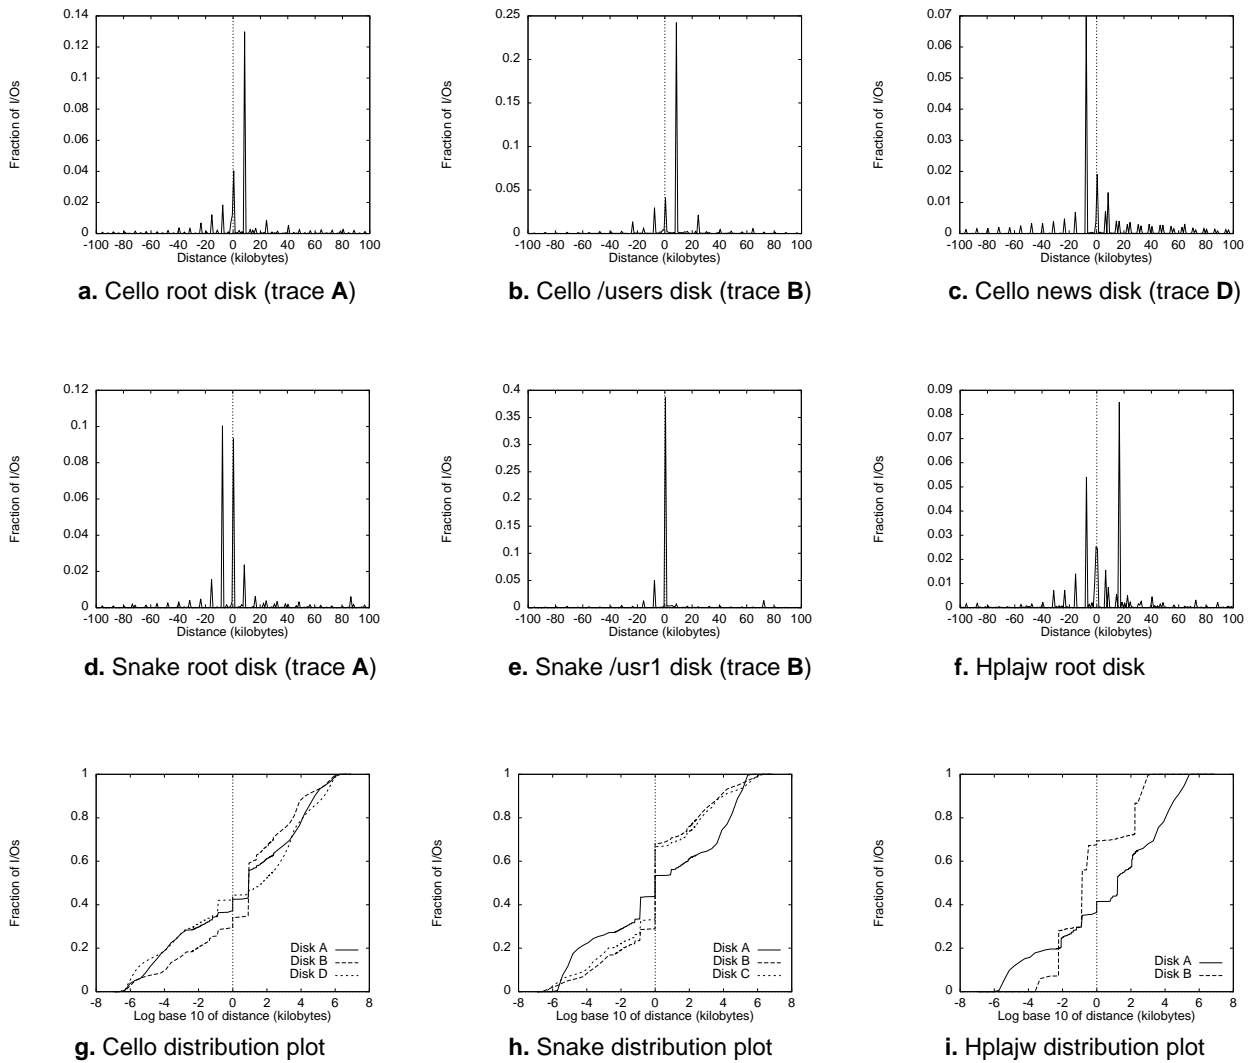 0.14
0.12
0.1
0.08
0.06
0.04
0.02
0
Fraction of I/Os
-100 -80 -60 -40 -20 0 20 40 60 80 100
Distance (kilobytes)
a. Cello root disk (trace A)
0.25
0.2
0.15
0.1
0.05
0
Fraction of I/Os
-100 -80 -60 -40 -20 0 20 40 60 80 100
Distance (kilobytes)
b. Cello /users disk (trace B)
0.07
0.06
0.05
0.04
0.03
0.02
0.01
0
Fraction of I/Os
-100 -80 -60 -40 -20 0 20 40 60 80 100
Distance (kilobytes)
c. Cello news disk (trace D)
0.12
0.1
0.08
0.06
0.04
0.02
0
Fraction of I/Os
-100 -80 -60 -40 -20 0 20 40 60 80 100
Distance (kilobytes)
d. Snake root disk (trace A)
0.4
0.35
0.3
0.25
0.2
0.15
0.1
0.05
0
Fraction of I/Os
-100 -80 -60 -40 -20 0 20 40 60 80 100
Distance (kilobytes)
e. Snake /usr1 disk (trace B)
0.09
0.08
0.07
0.06
0.05
0.04
0.03
0.02
0.01
0
Fraction of I/Os
-100 -80 -60 -40 -20 0 20 40 60 80 100
Distance (kilobytes)
f. Hplajw root disk
1
0.8
0.6
0.4
0.2
0
Fraction of I/Os
Disk A
Disk B
Disk D
-8 -6 -4 -2 0 2 4 6 8
Log base 10 of distance (kilobytes)
g. Cello distribution plot
1
0.8
0.6
0.4
0.2
0
Fraction of I/Os
Disk A
Disk B
Disk C
-8 -6 -4 -2 0 2 4 6 8
Log base 10 of distance (kilobytes)
h. Snake distribution plot
1
0.8
0.6
0.4
0.2
0
Fraction of I/Os
Disk A
Disk B
-8 -6 -4 -2 0 2 4 6 8
Log base 10 of distance (kilobytes)
i. Hplajw distribution plot